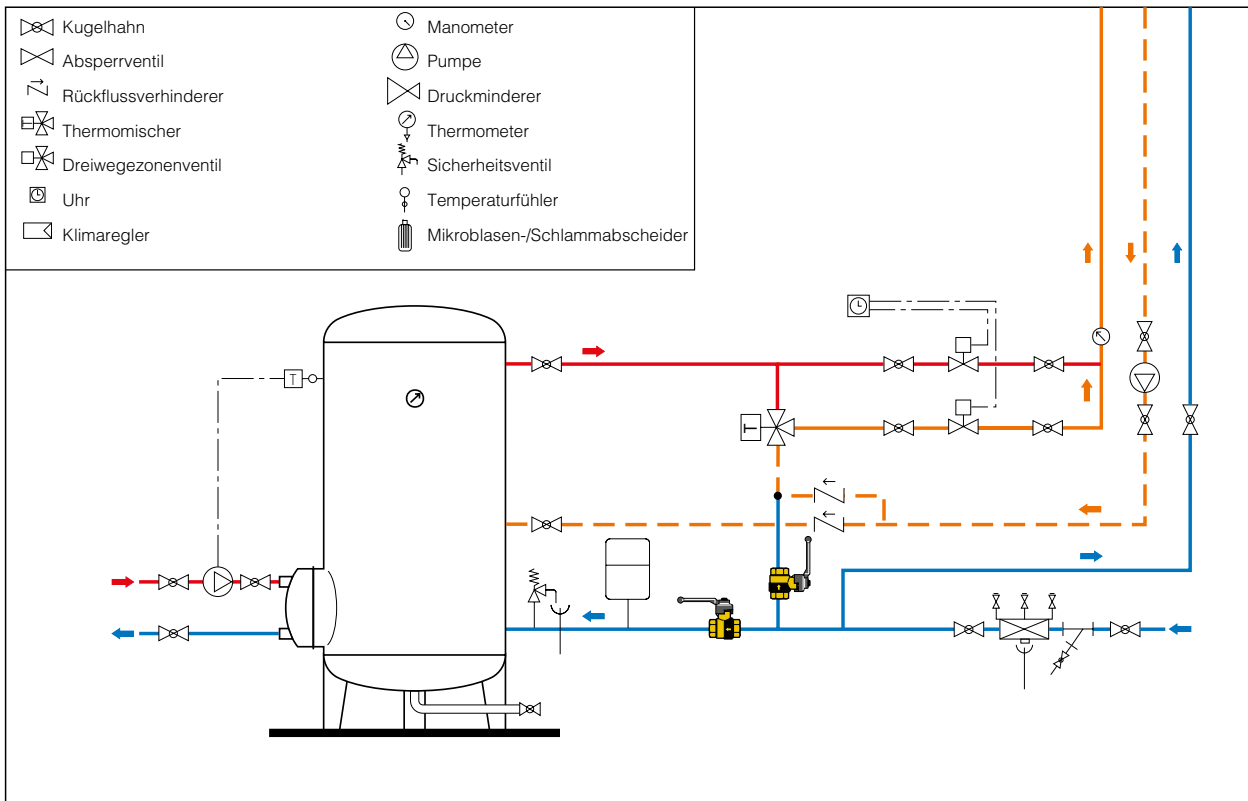 Kugelhahn
Absperrventil
Rückflussverhinderer
Thermomischer
Dreiwegezonenventil
Uhr
Klimaregler
Manometer
Pumpe
Druckminderer
Thermometer
Sicherheitsventil
Temperaturfühler
Mikroblasen-/Schlammabscheider
T
T